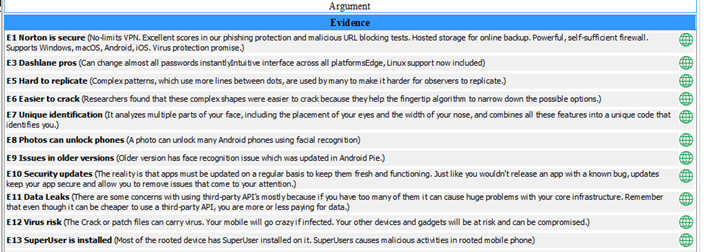 Argument
Evidence
E1 Norton is secure (No-limits VPN. Excellent scores in our phishing protection and malicious URL blocking tests. Hosted storage for online backup. Powerful, self-sufficient firewall.
Supports Windows, macOS, Android, iOS. Virus protection promise.)
E3 Dashlane pros (Can change almost all passwords instantlyIntuitive interface across all platformsEdge, Linux support now included)
E5 Hard to replicate (Complex patterns, which use more lines between dots, are used by many to make it harder for observers to replicate.)
E6 Easier to crack (Researchers found that these complex shapes were easier to crack because they help the fingertip algorithm to narrow down the possible options.)
E7 Unique identification (It analyzes multiple parts of your face, including the placement of your eyes and the width of your nose, and combines all these features into a unique code that
identifies you.)
E8 Photos can unlock phones (A photo can unlock many Android phones using facial recognition)
E9 Issues in older versions (Older version has face recognition issue which was updated in Android Pie.)
E10 Security updates (The reality is that apps must be updated on a regular basis to keep them fresh and functioning. Just like you wouldn't release an app with a known bug, updates
keep your app secure and allow you to remove issues that come to your attention.)
E11 Data Leaks (There are some concerns with using third-party API's mostly because if you have too many of them it can cause huge problems with your core infrastructure. Remember
that even though it can be cheaper to use a third-party API, you are more or less paying for data.)
E12 Virus risk (The Crack or patch files can carry virus. Your mobile will go crazy if infected. Your other devices and gadgets will be at risk and can be compromised.)
E13 SuperUser is installed (Most of the rooted device has SuperUser installed on it. SuperUsers causes malicious activities in rooted mobile phone)